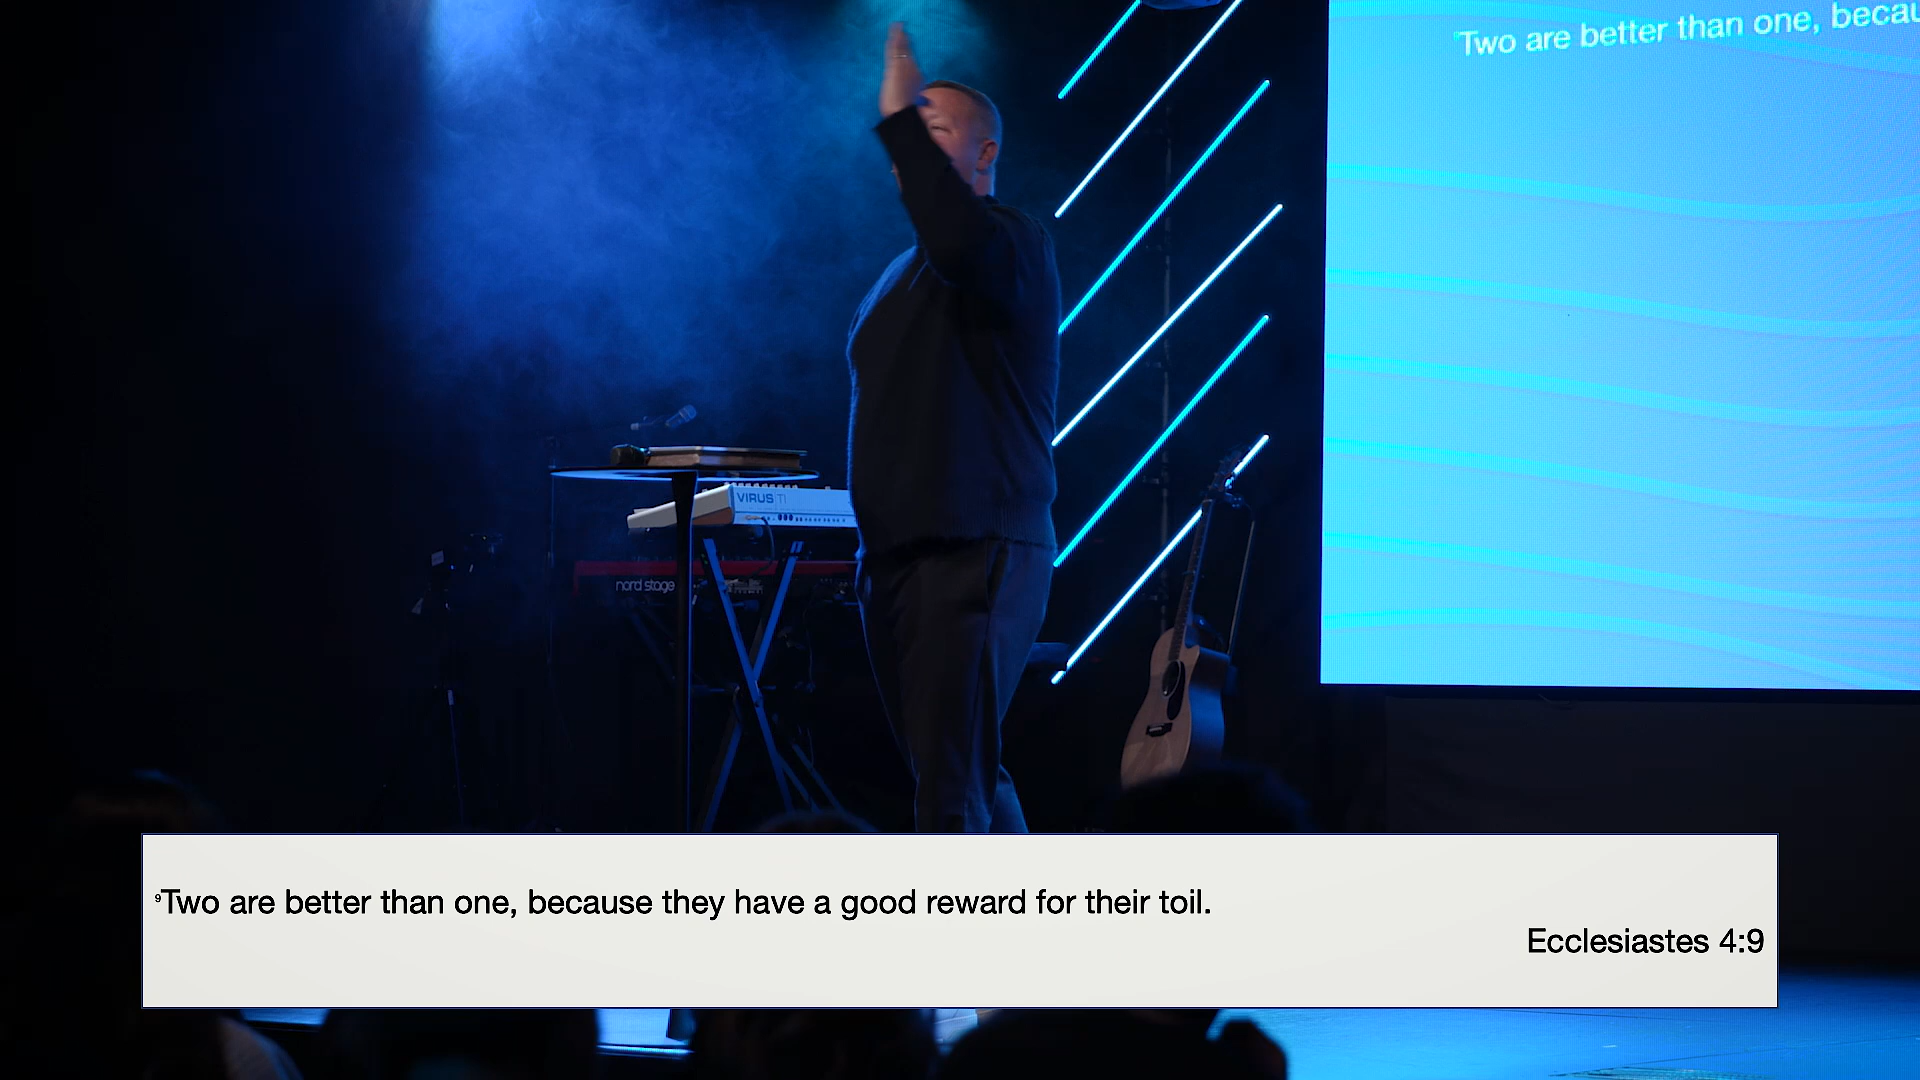 Two are better than one, becau
VIRUS TI
nord stage
⁹Two are better than one, because they have a good reward for their toil.
Ecclesiastes 4:9